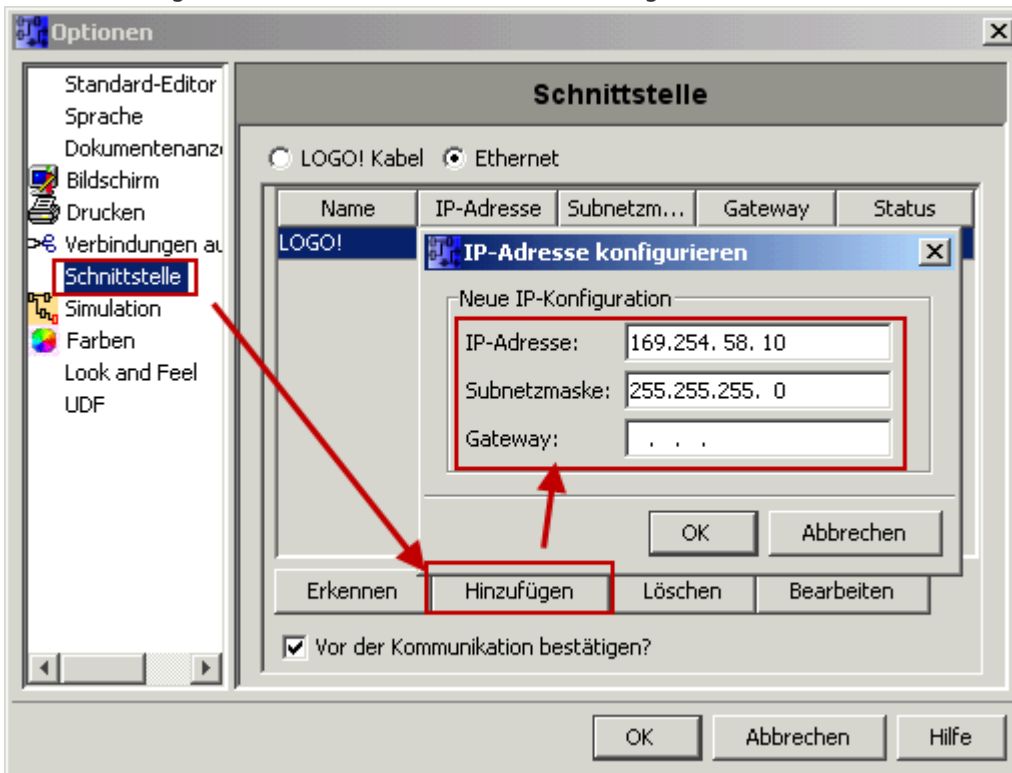 Optionen
Standard-Editor
Sprache
Dokumentenanz
Bildschirm
Drucken
Verbindungen au
Schnittstelle
Simulation
Farben
Look and Feel
UDF
Schnittstelle
LOGO! Kabel Ethernet
Name IP-Adresse Subnetzm... Gateway Status
LOGO!
IP-Adresse konfigurieren
Neue IP-Konfiguration
IP-Adresse: 169.254. 58. 10
Subnetzmaske: 255.255.255. 0
Gateway: . . .
OK Abbrechen
Erkennen Hinzufügen Löschen Bearbeiten
Vor der Kommunikation bestätigen?
OK Abbrechen Hilfe